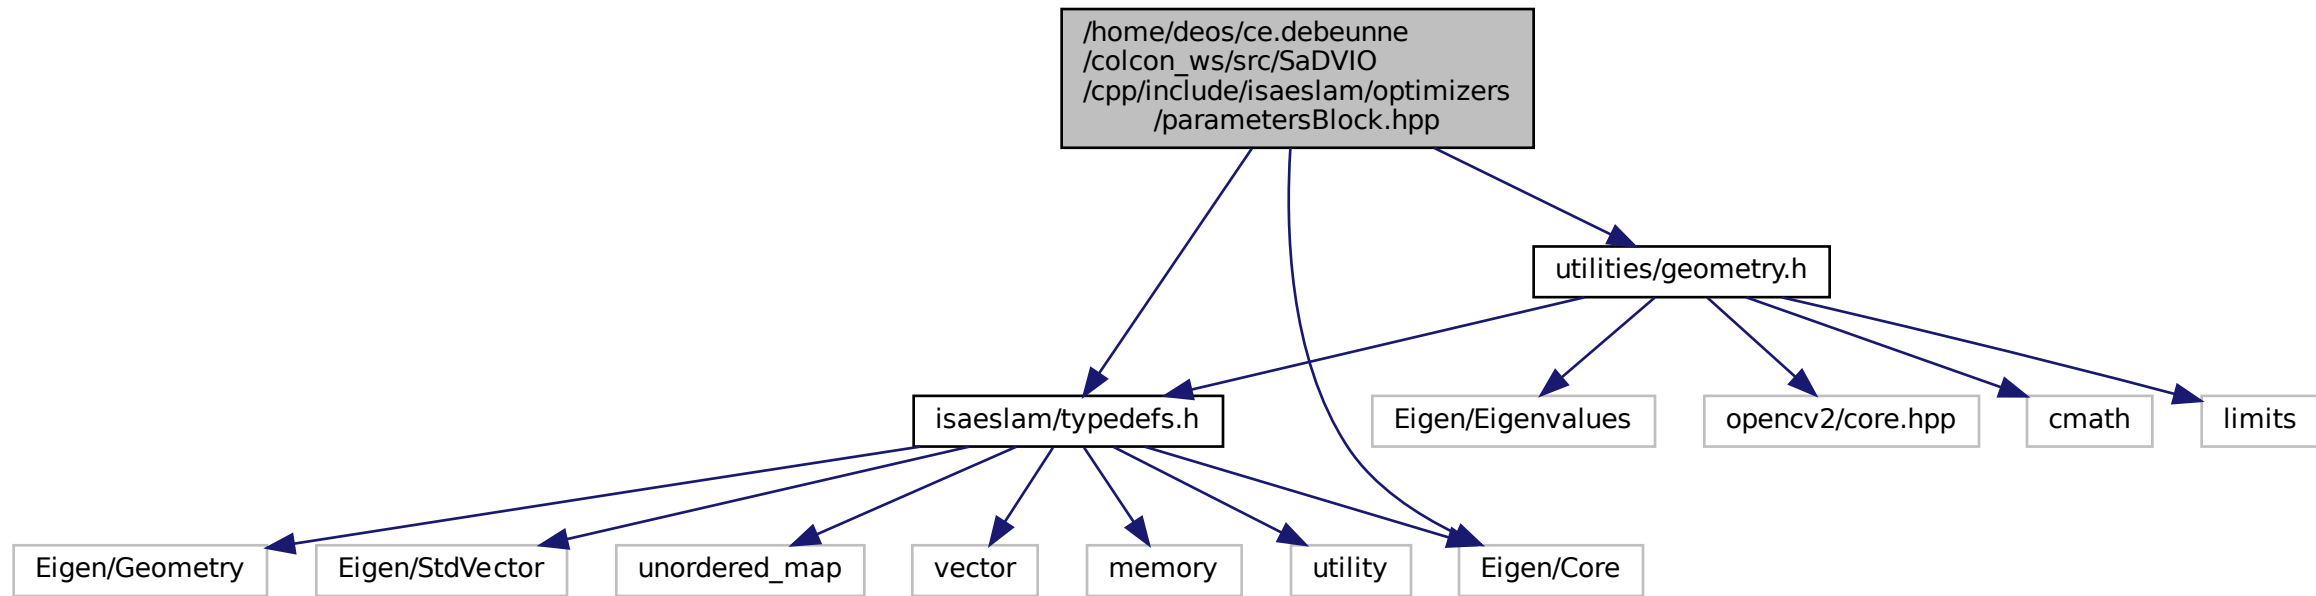 /home/deos/ce.debeunne
/colcon_ws/src/SaDVIO
/cpp/include/isaeslam/optimizers
/parametersBlock.hpp
utilities/geometry.h
isaeslam/typedefs.h
Eigen/Eigenvalues
opencv2/core.hpp
cmath
limits
Eigen/Geometry
Eigen/StdVector
unordered_map
vector
memory
utility
Eigen/Core